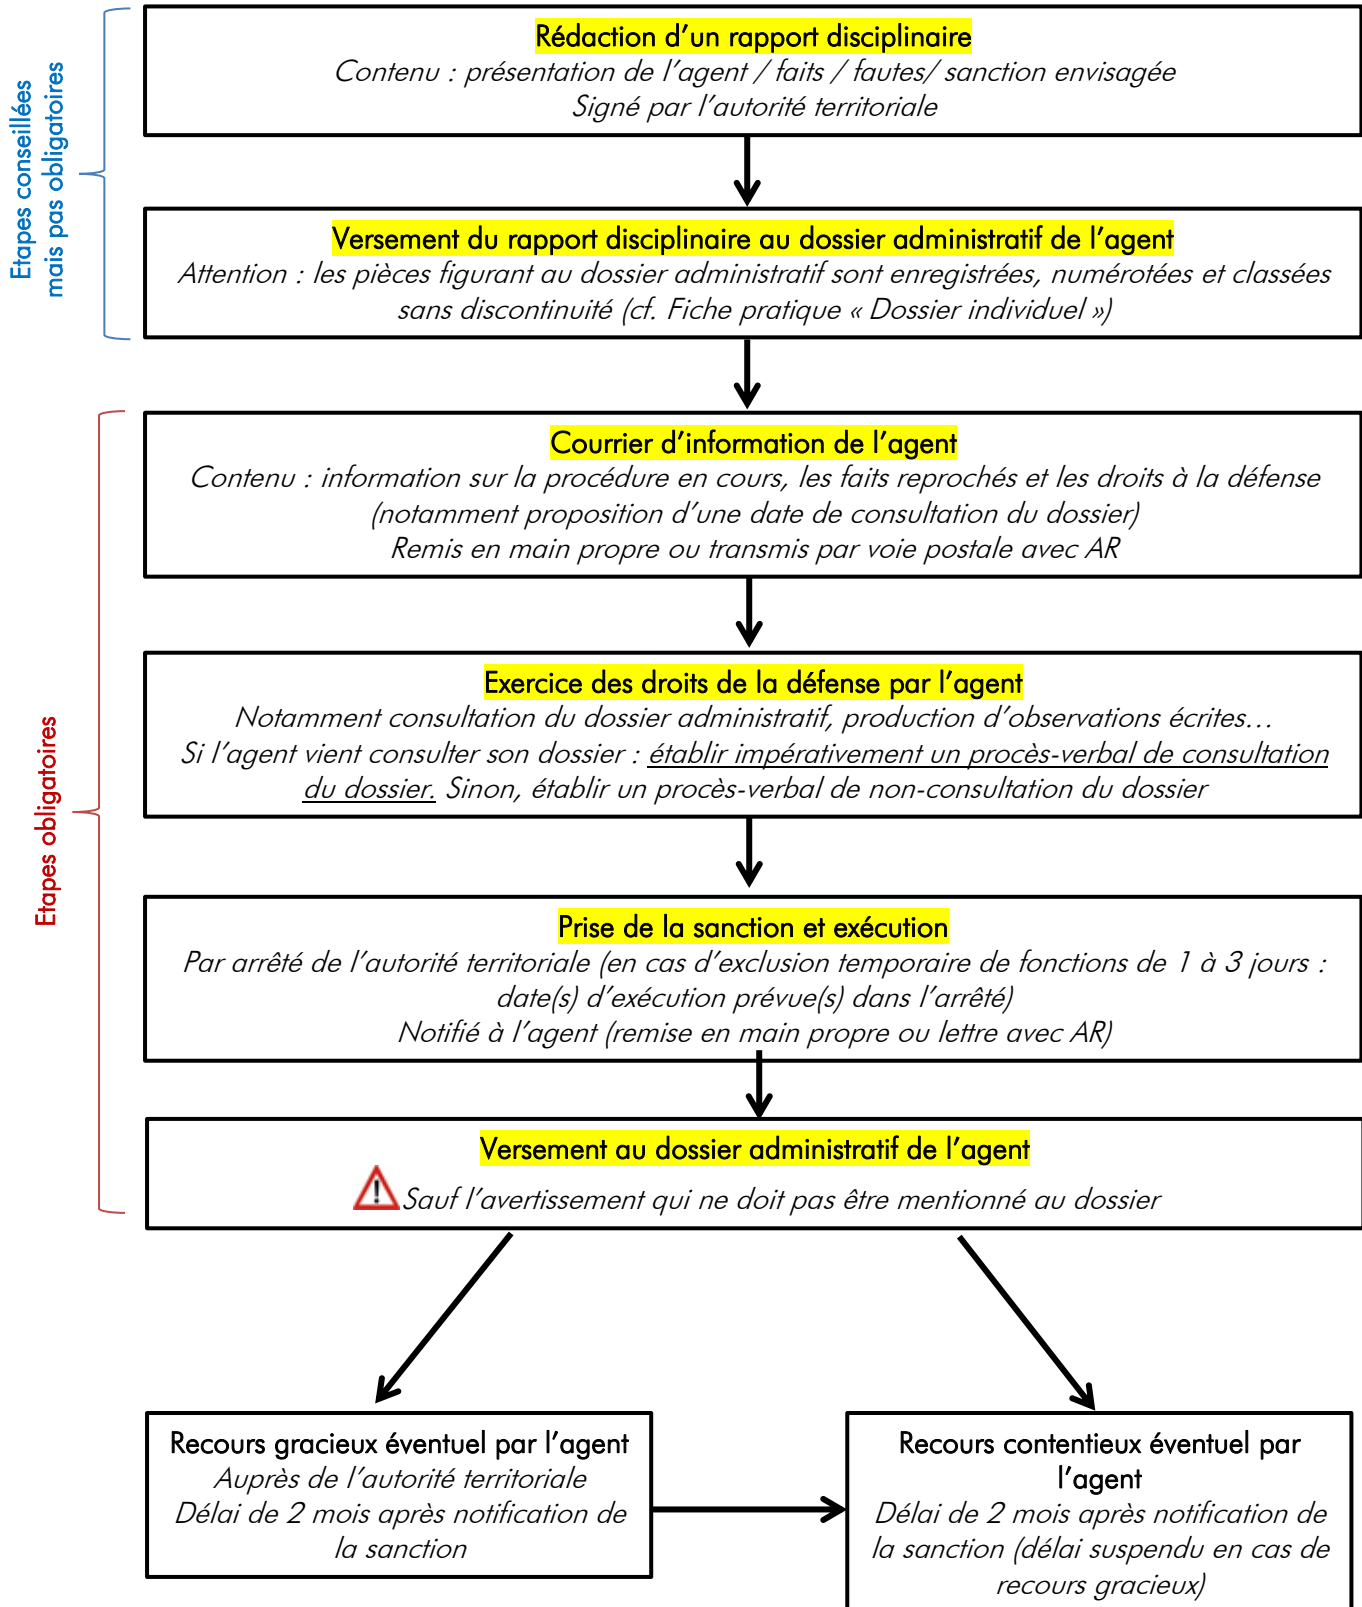 Etapes conseillées
mais pas obligatoires
Rédaction d’un rapport disciplinaire
Contenu : présentation de l’agent / faits / fautes/ sanction envisagée
Signé par l’autorité territoriale
Versement du rapport disciplinaire au dossier administratif de l’agent
Attention : les pièces figurant au dossier administratif sont enregistrées, numérotées et classées
sans discontinuité (cf. Fiche pratique « Dossier individuel »)
Etapes obligatoires
Courrier d’information de l’agent
Contenu : information sur la procédure en cours, les faits reprochés et les droits à la défense
(notamment proposition d’une date de consultation du dossier)
Remis en main propre ou transmis par voie postale avec AR
Exercice des droits de la défense par l’agent
Notamment consultation du dossier administratif, production d’observations écrites…
Si l’agent vient consulter son dossier : établir impérativement un procès-verbal de consultation
du dossier. Sinon, établir un procès-verbal de non-consultation du dossier
Prise de la sanction et exécution
Par arrêté de l’autorité territoriale (en cas d’exclusion temporaire de fonctions de 1 à 3 jours :
date(s) d’exécution prévue(s) dans l’arrêté)
Notifié à l’agent (remise en main propre ou lettre avec AR)
Versement au dossier administratif de l’agent
Sauf l’avertissement qui ne doit pas être mentionné au dossier
Recours gracieux éventuel par l’agent
Auprès de l’autorité territoriale
Délai de 2 mois après notification de
la sanction
Recours contentieux éventuel par
l’agent
Délai de 2 mois après notification de
la sanction (délai suspendu en cas de
recours gracieux)